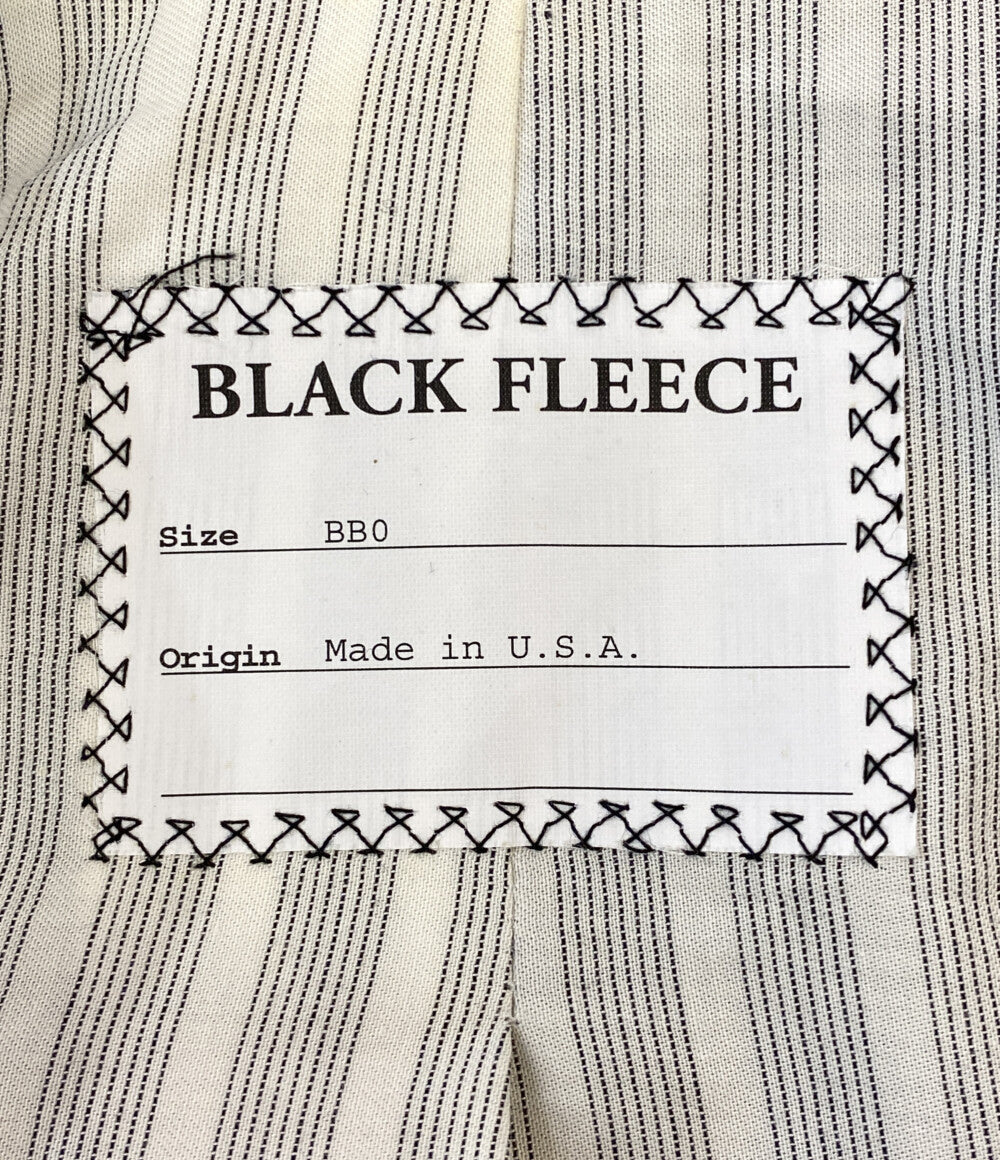 BLACK FLEECE
Size BB0
Origin Made in U.S.A.